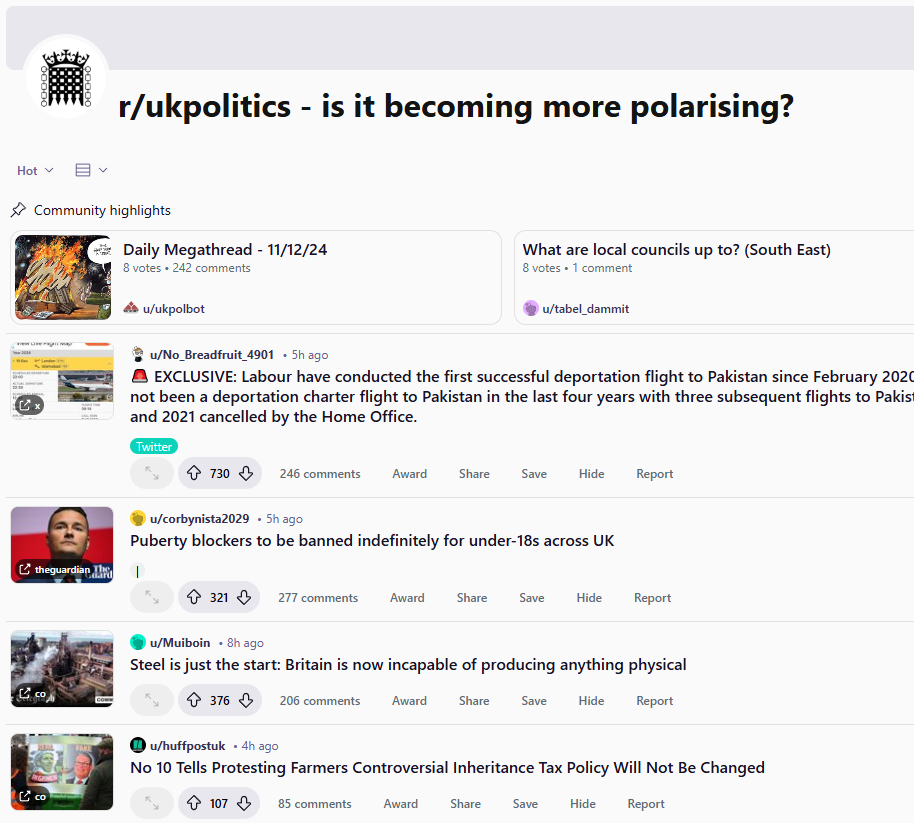 r/ukpolitics - is it becoming more polarising?
Hot
Community highlights
Daily Megathread - 11/12/24
8 votes • 242 comments
u/ukpolbot
What are local councils up to? (South East)
8 votes • 1 comment
u/tabel_dammit
View Live Flight Map
x
u/No_Breadfruit_4901 • 5h ago
🚨 EXCLUSIVE: Labour have conducted the first successful deportation flight to Pakistan since February 2020
not been a deportation charter flight to Pakistan in the last four years with three subsequent flights to Pakis
and 2021 cancelled by the Home Office.
Twitter
730 246 comments Award Share Save Hide Report
theguardian
u/corbynista2029 • 5h ago
Puberty blockers to be banned indefinitely for under-18s across UK
|
321 277 comments Award Share Save Hide Report
co
u/Muiboin • 8h ago
Steel is just the start: Britain is now incapable of producing anything physical
376 206 comments Award Share Save Hide Report
co
u/huffpostuk • 4h ago
No 10 Tells Protesting Farmers Controversial Inheritance Tax Policy Will Not Be Changed
107 85 comments Award Share Save Hide Report